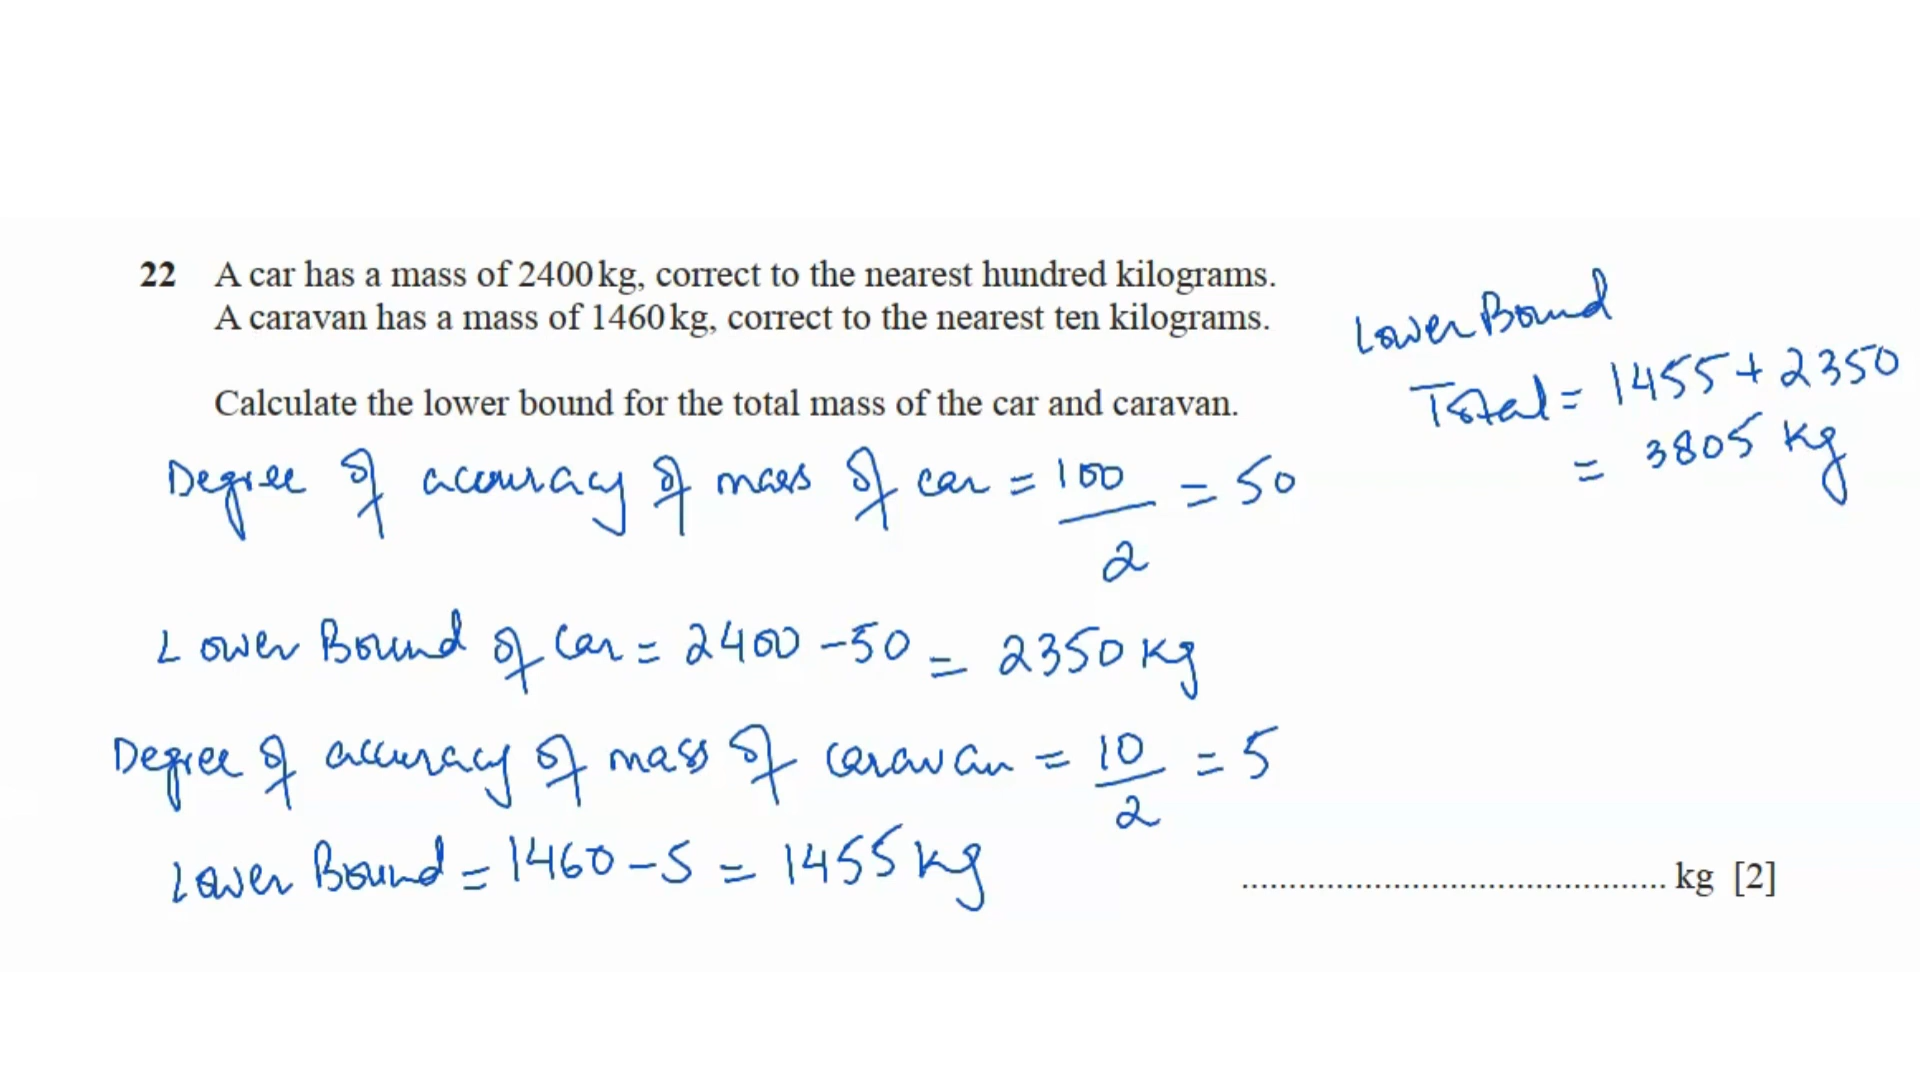 22 A car has a mass of 2400 kg, correct to the nearest hundred kilograms.
A caravan has a mass of 1460 kg, correct to the nearest ten kilograms.
Calculate the lower bound for the total mass of the car and caravan.
Degree of accuracy of mass of car = 100/2 = 50
Lower Bound of Car = 2400 - 50 = 2350 kg
Degree of accuracy of mass of caravan = 10/2 = 5
Lower Bound = 1460 - 5 = 1455 kg
Lower Bound
Total = 1455 + 2350
= 3805 kg
........................................... kg [2]